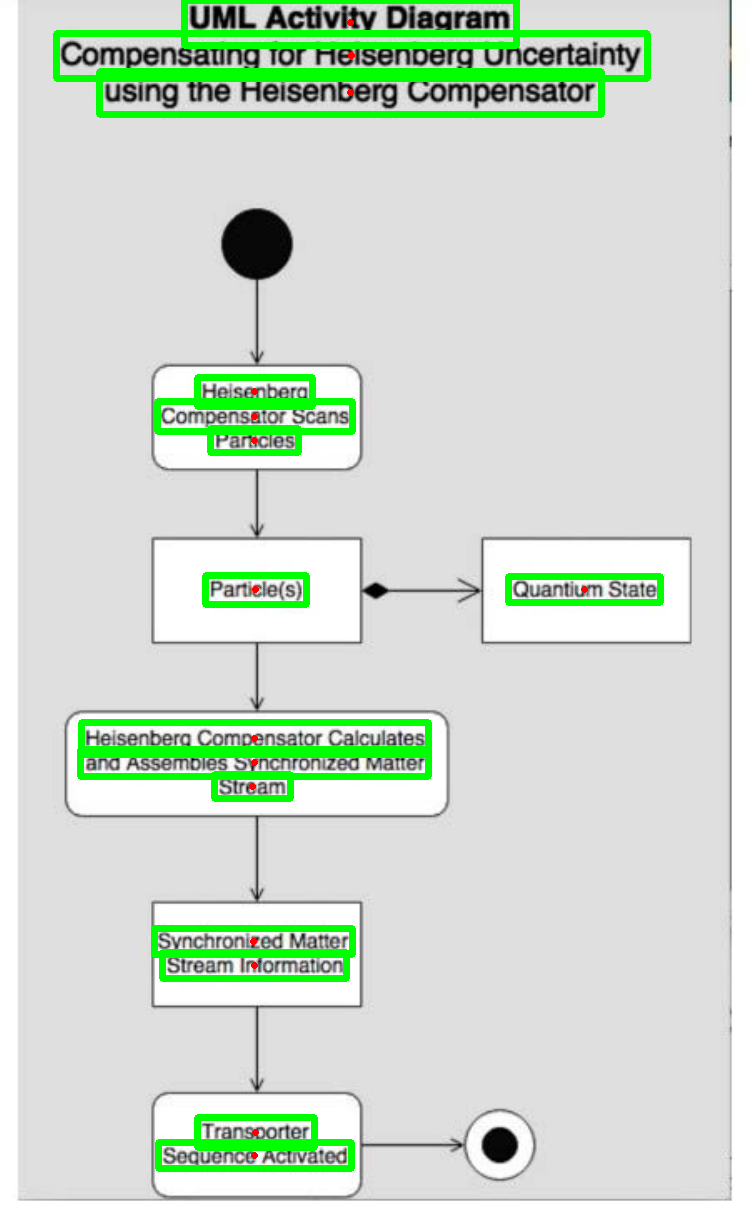 UML Activity Diagram
Compensating for Heisenberg Uncertainty
using the Heisenberg Compensator
Heisenberg
Compensator Scans
Particles
Particle(s)
Quantium State
Heisenberg Compensator Calculates
and Assembles Synchronized Matter
Stream
Synchronized Matter
Stream Information
Transporter
Sequence Activated